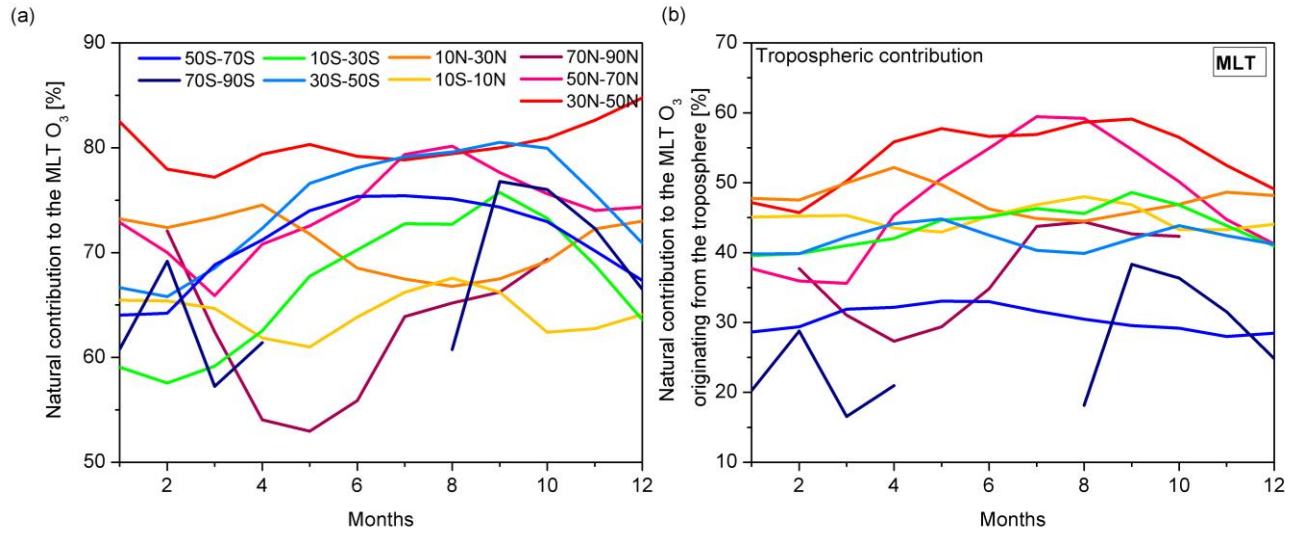 (a)
Natural contribution to the MLT O3 [%]
90
80
70
60
50
50S-70S
10S-30S
10N-30N
70N-90N
70S-90S
30S-50S
10S-10N
50N-70N
30N-50N
2
4
6
8
10
12
Months
(b)
Natural contribution to the MLT O3
originating from the troposphere [%]
70
60
50
40
30
20
10
Tropospheric contribution
MLT
2
4
6
8
10
12
Months